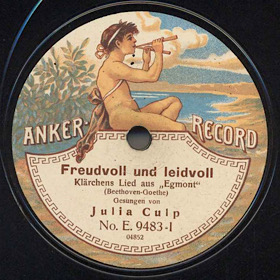 ANKER-RECORD
Freudvoll und leidvoll
Klärchens Lied aus „Egmont"
(Beethoven-Goethe)
Gesungen von
Julia Culp
No. E. 9483-I
04852